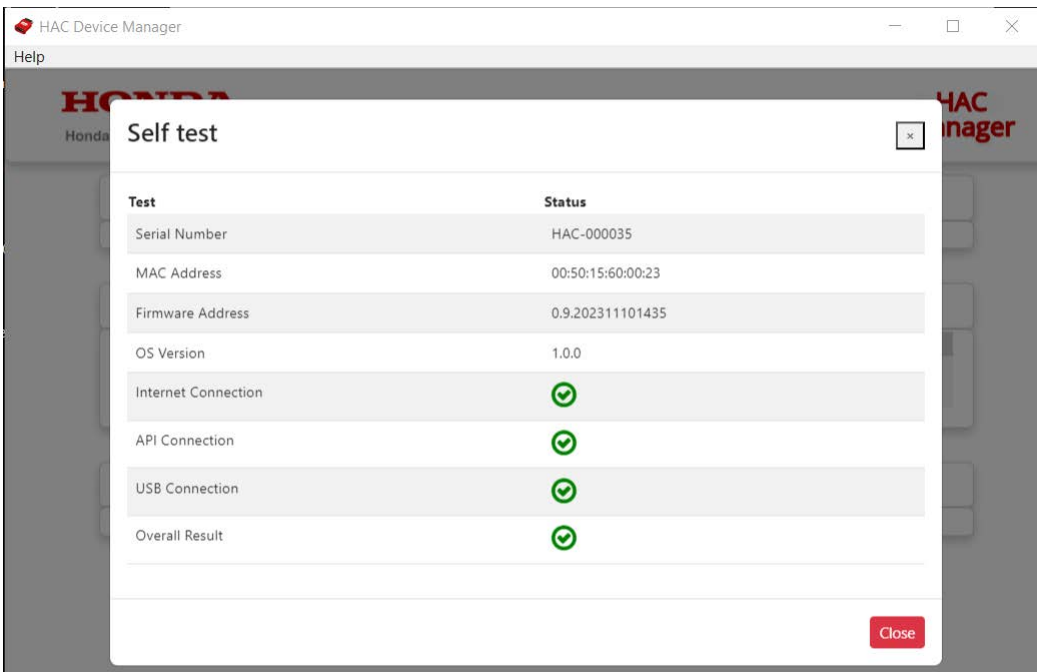 HAC Device Manager
Help
Honda
HAC
Self test
Test Status
Serial Number HAC-000035
MAC Address 00:50:15:60:00:23
Firmware Address 0.9.202311101435
OS Version 1.0.0
Internet Connection
API Connection
USB Connection
Overall Result
Close